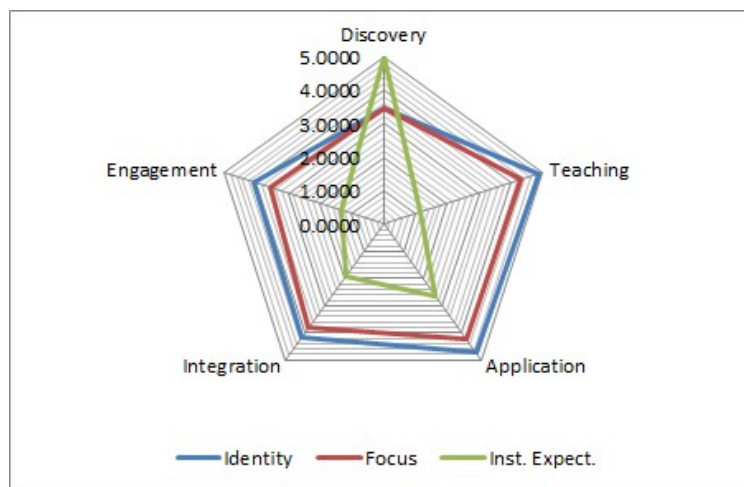 Discovery
5.0000
4.0000
3.0000
2.0000
1.0000
0.0000
Engagement
Teaching
Integration
Application
Identity Focus Inst. Expect.